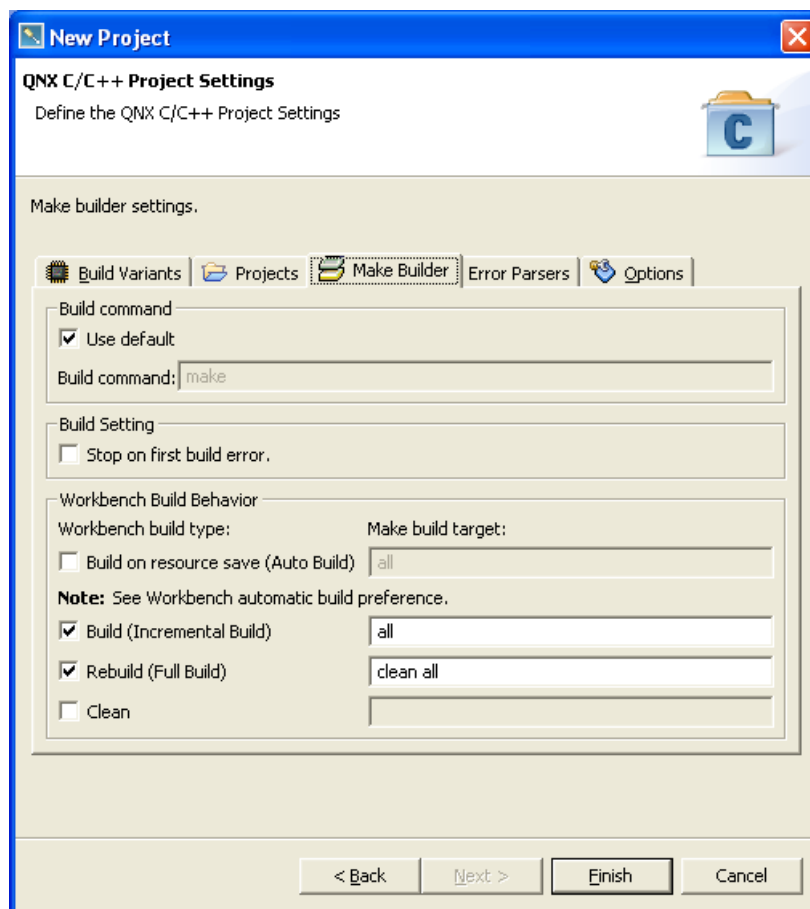 New Project
QNX C/C++ Project Settings
Define the QNX C/C++ Project Settings
C
Make builder settings.
Build Variants Projects Make Builder Error Parsers Options
Build command
Use default
Build command: make
Build Setting
Stop on first build error.
Workbench Build Behavior
Workbench build type: Make build target:
Build on resource save (Auto Build) all
Note: See Workbench automatic build preference.
Build (Incremental Build) all
Rebuild (Full Build) clean all
Clean
< Back Next > Finish Cancel